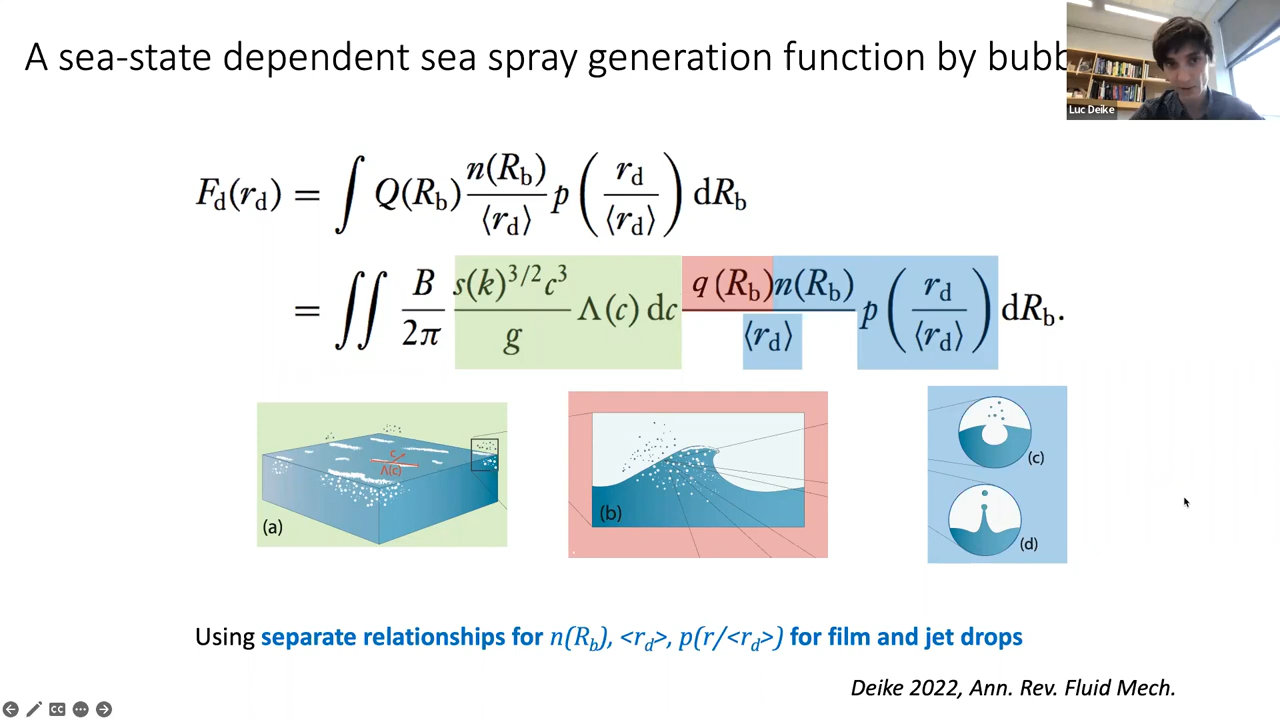 A sea-state dependent sea spray generation function by
Luc Deike
F_d(r_d) = ∫ Q(R_b) n(R_b)/⟨r_d⟩ p(r_d/⟨r_d⟩) dR_b
= ∬ B/2π s(k)^{3/2}c^3/g Λ(c) dc q(R_b)n(R_b)/⟨r_d⟩ p(r_d/⟨r_d⟩) dR_b.
c
Λ(c)
(a)
(b)
(c)
(d)
Using separate relationships for n(R_b), <r_d>, p(r/<r_d>) for film and jet drops
Deike 2022, Ann. Rev. Fluid Mech.
CC